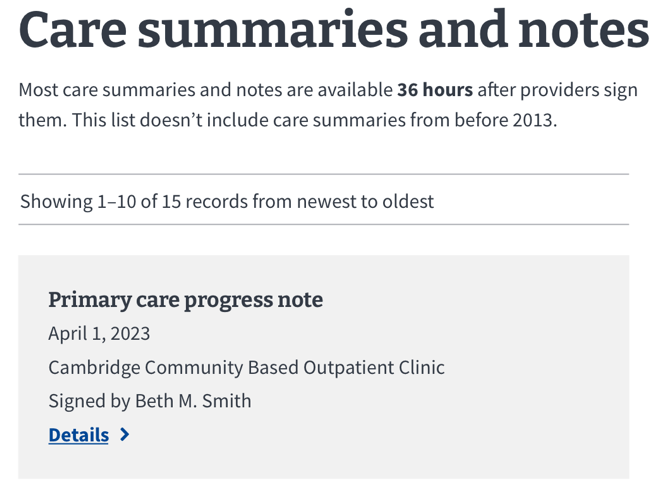 Care summaries and notes
Most care summaries and notes are available 36 hours after providers sign
them. This list doesn’t include care summaries from before 2013.
Showing 1–10 of 15 records from newest to oldest
Primary care progress note
April 1, 2023
Cambridge Community Based Outpatient Clinic
Signed by Beth M. Smith
Details